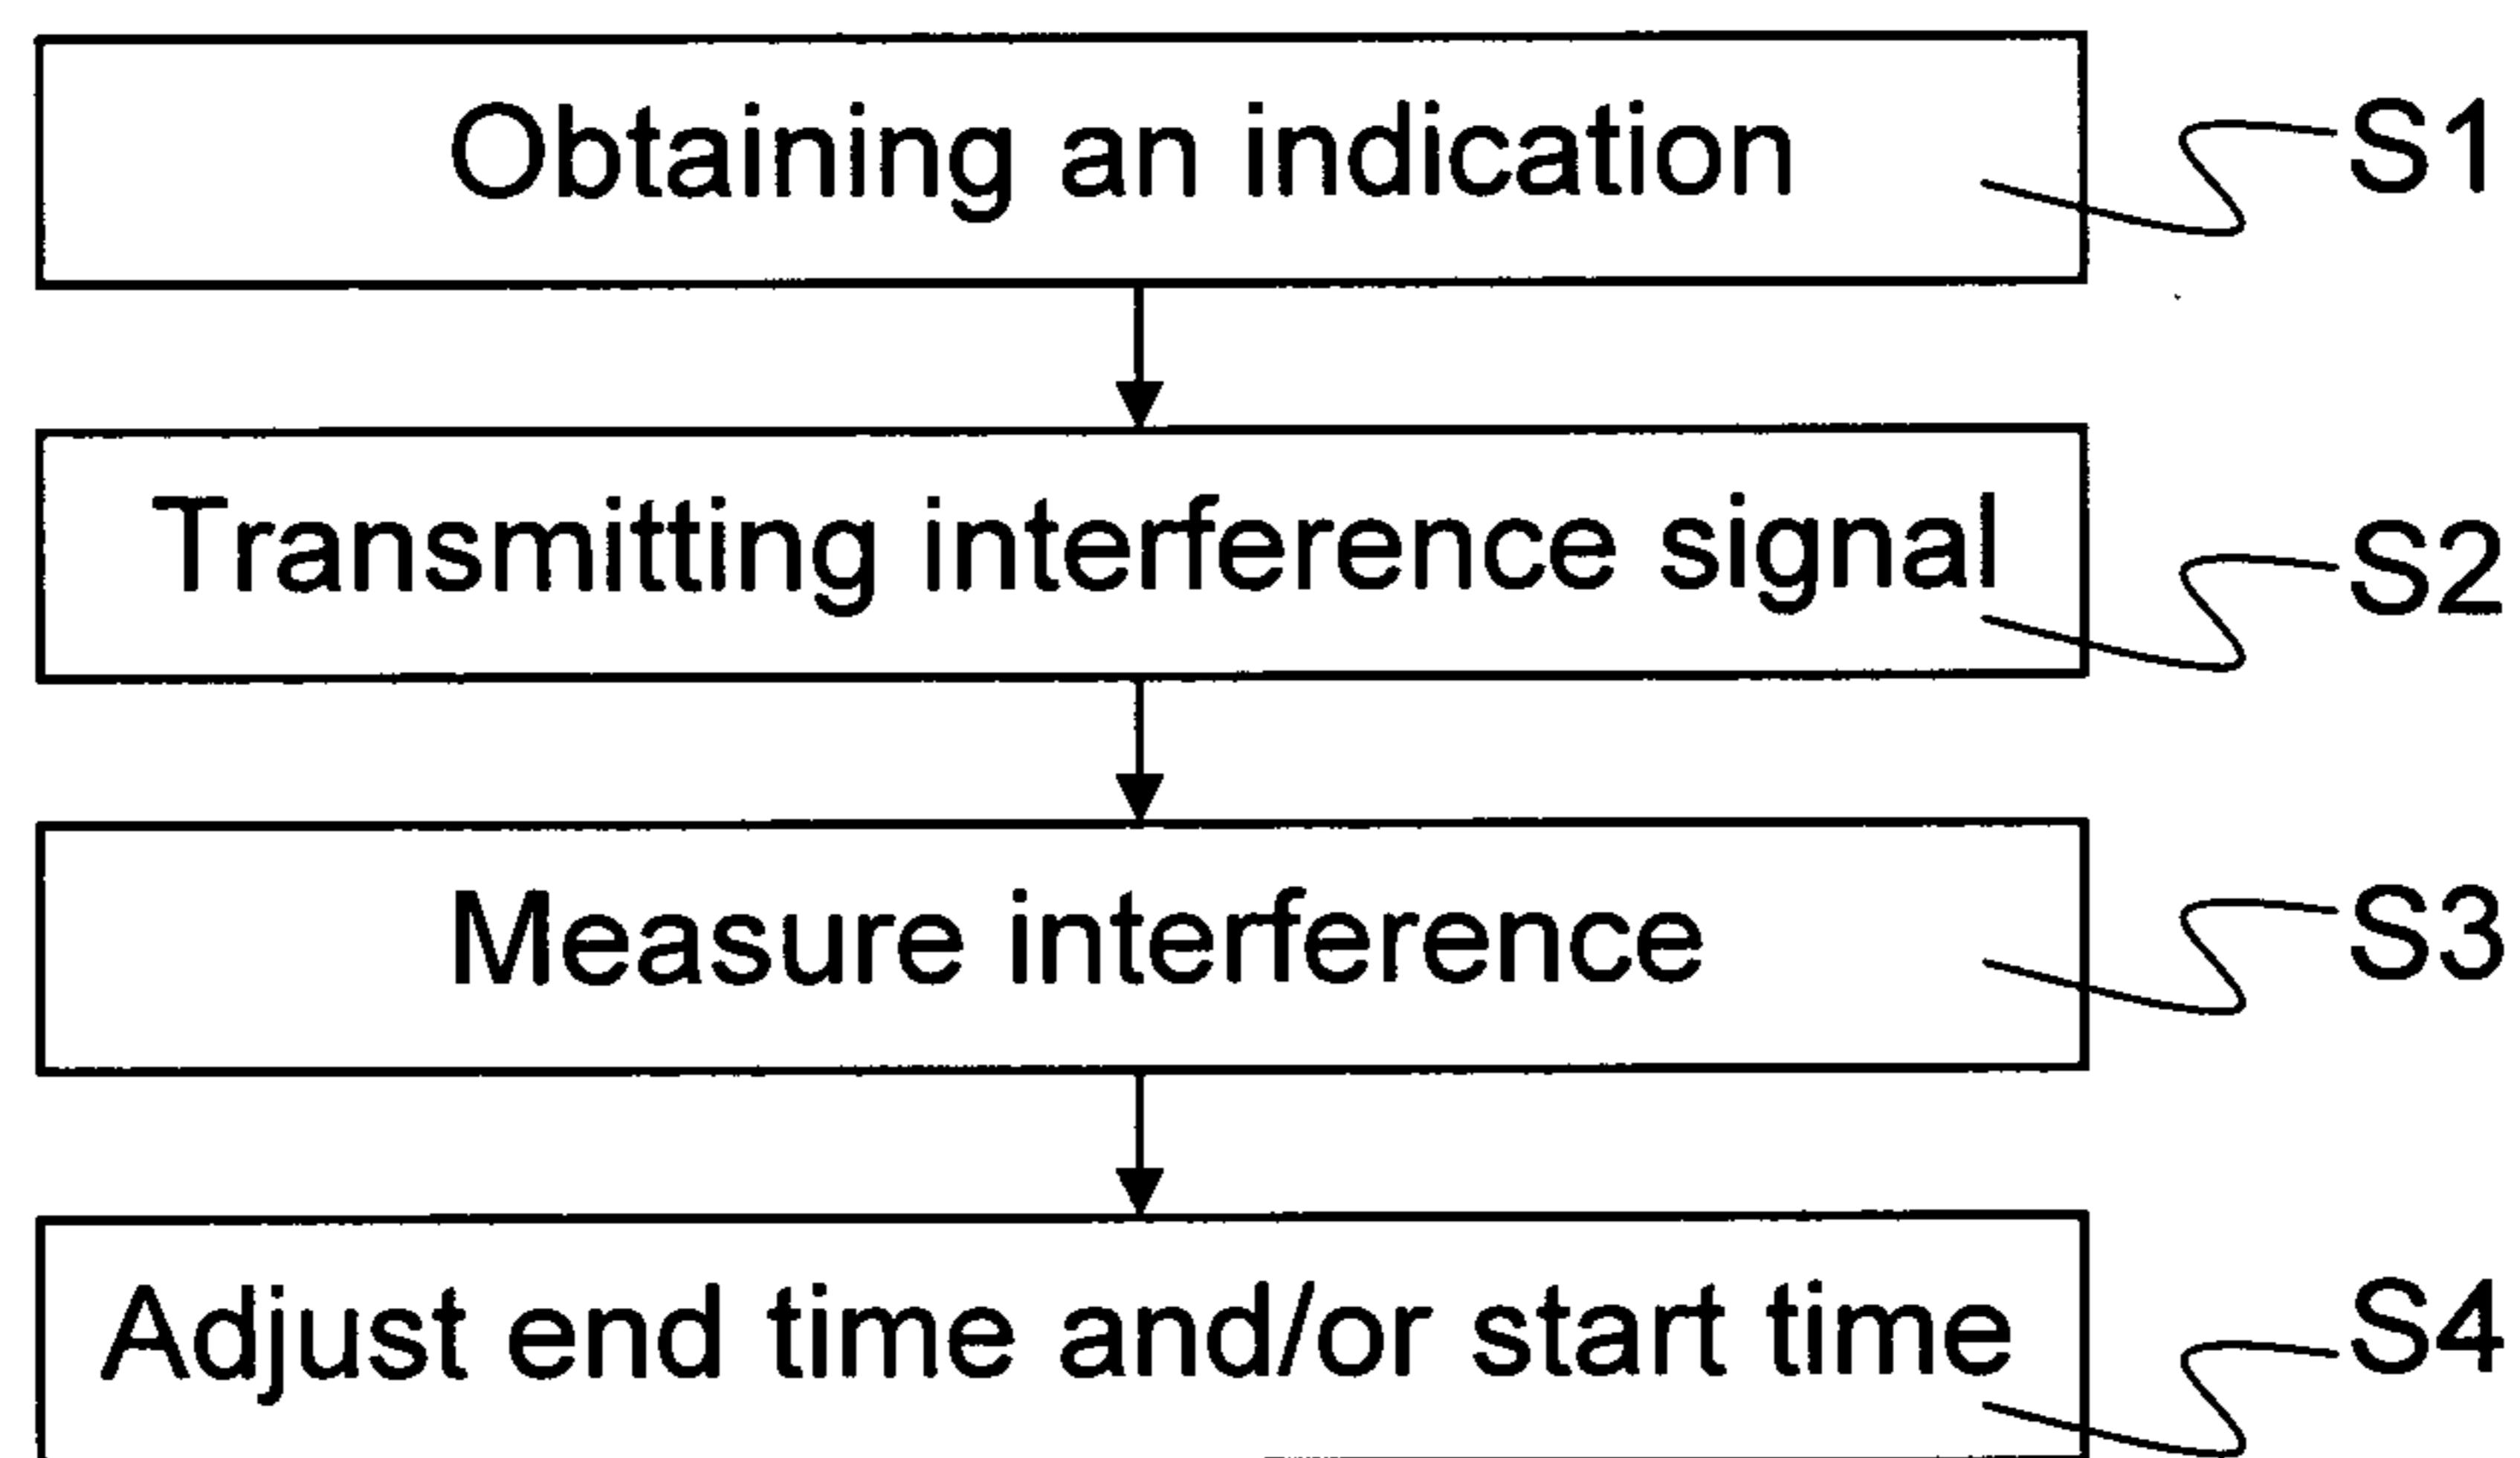 Obtaining an indication
S1
Transmitting interference signal
S2
Measure interference
S3
Adjust end time and/or start time
S4